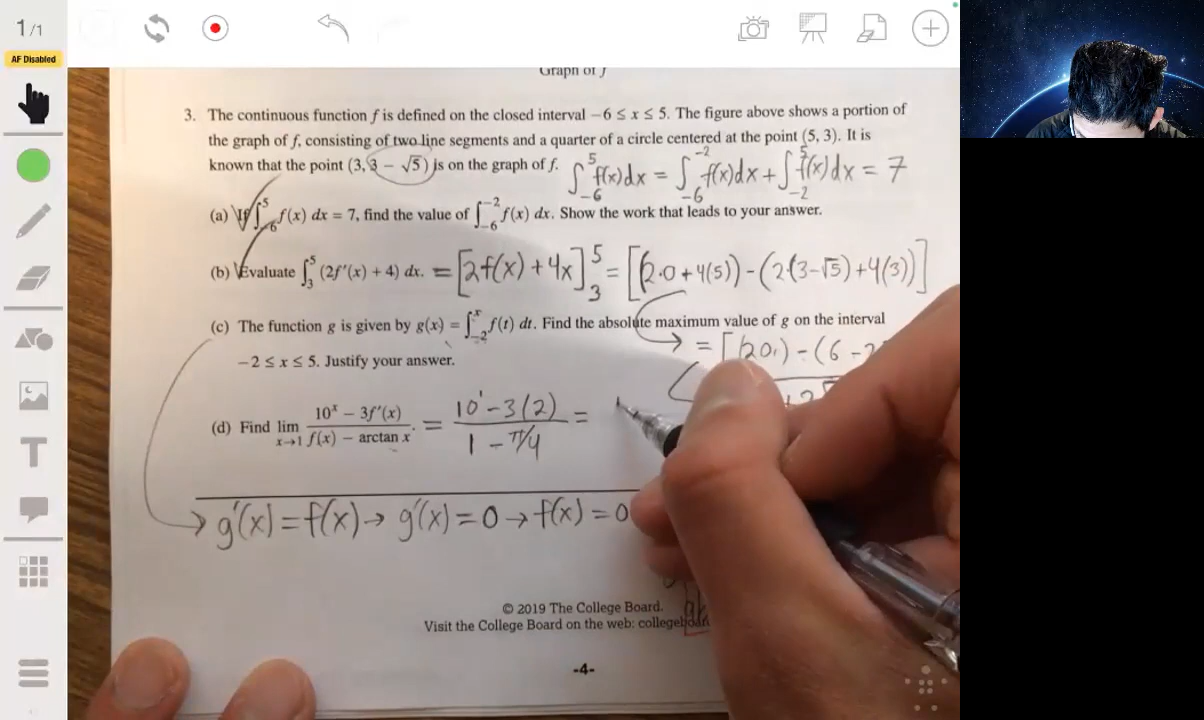 1/1
AF Disabled
Graph of f
3. The continuous function f is defined on the closed interval −6 ≤ x ≤ 5. The figure above shows a portion of
the graph of f, consisting of two line segments and a quarter of a circle centered at the point (5, 3). It is
known that the point (3, 3 − √5) is on the graph of f.
∫_{-6}^{5} f(x)dx = ∫_{-6}^{-2} f(x)dx + ∫_{-2}^{5} f(x)dx = 7
(a) If ∫_{-6}^{5} f(x) dx = 7, find the value of ∫_{-6}^{-2} f(x) dx. Show the work that leads to your answer.
(b) Evaluate ∫_{3}^{5} (2f′(x) + 4) dx. = [2f(x) + 4x]_{3}^{5} = [(2·0 + 4(5)) − (2·(3−√5) + 4(3))]
(c) The function g is given by g(x) = ∫_{-2}^{x} f(t) dt. Find the absolute maximum value of g on the interval
→ = [(20) − (6 − 2
−2 ≤ x ≤ 5. Justify your answer.
(d) Find lim_{x→1} (10^x − 3f′(x))/(f(x) − arctan x). = (10^1 − 3(2))/(1 − π/4) =
→ g′(x) = f(x) → g′(x) = 0 → f(x) = 0
© 2019 The College Board.
Visit the College Board on the web:
-4-
T